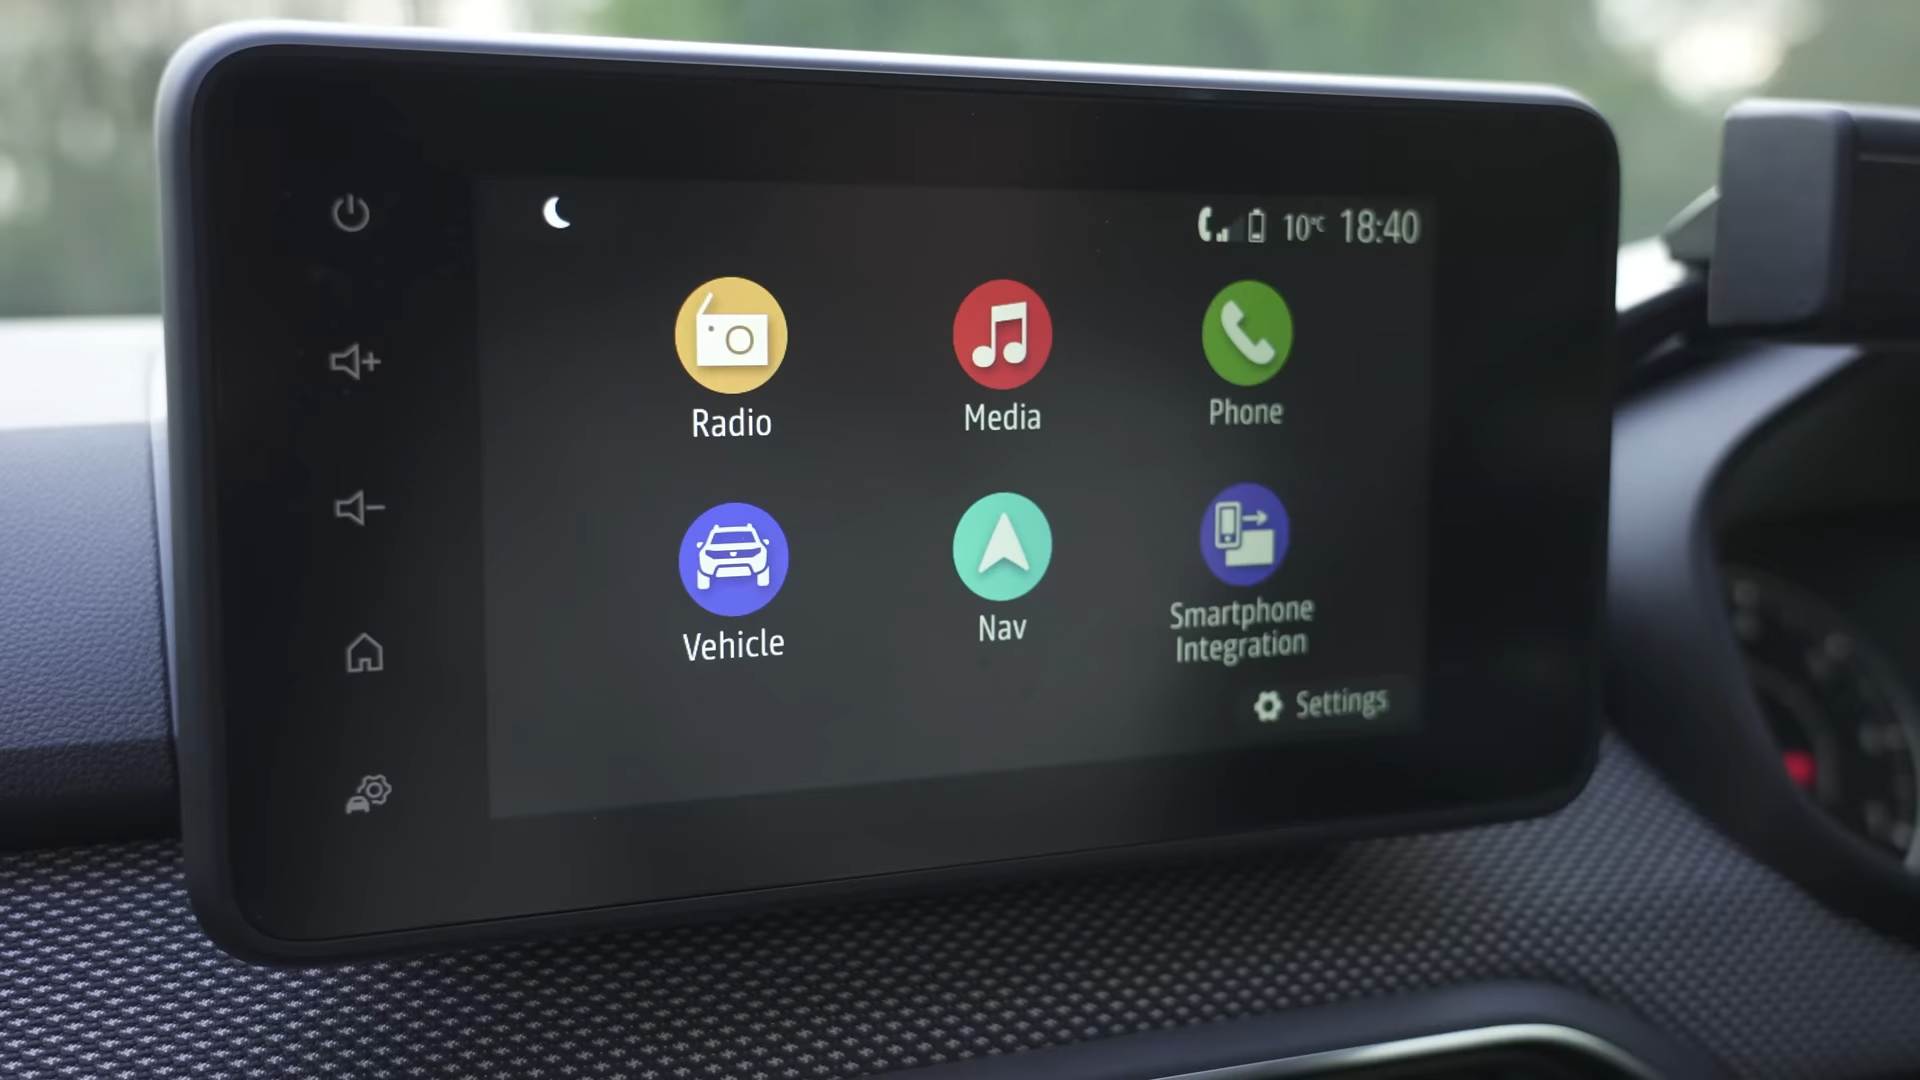 10°C 18:40
Radio
Media
Phone
Vehicle
Nav
Smartphone
Integration
Settings